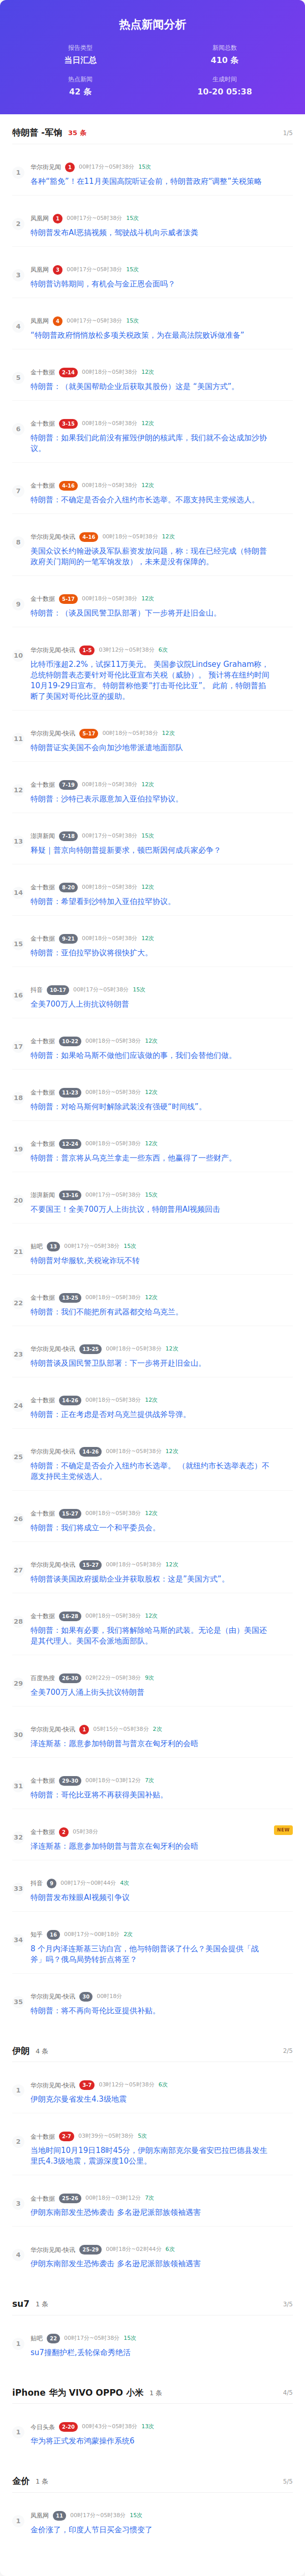 热点新闻分析
报告类型
当日汇总
新闻总数
410 条
热点新闻
42 条
生成时间
10-20 05:38
特朗普 -军饷 35 条 1/5
1
华尔街见闻 1 00时17分~05时38分 15次
各种“豁免”！在11月美国高院听证会前，特朗普政府“调整”关税策略
2
凤凰网 1 00时17分~05时38分 15次
特朗普发布AI恶搞视频，驾驶战斗机向示威者泼粪
3
凤凰网 3 00时17分~05时38分 15次
特朗普访韩期间，有机会与金正恩会面吗？
4
凤凰网 4 00时17分~05时38分 15次
“特朗普政府悄悄放松多项关税政策，为在最高法院败诉做准备”
5
金十数据 2-14 00时18分~05时38分 12次
特朗普：（就美国帮助企业后获取其股份）这是 “美国方式”。
6
金十数据 3-15 00时18分~05时38分 12次
特朗普：如果我们此前没有摧毁伊朗的核武库，我们就不会达成加沙协
议。
7
金十数据 4-16 00时18分~05时38分 12次
特朗普：不确定是否会介入纽约市长选举。不愿支持民主党候选人。
8
华尔街见闻-快讯 4-16 00时18分~05时38分 12次
美国众议长约翰逊谈及军队薪资发放问题，称：现在已经完成（特朗普
政府关门期间的一笔军饷发放），未来是没有保障的。
9
金十数据 5-17 00时18分~05时38分 12次
特朗普：（谈及国民警卫队部署）下一步将开赴旧金山。
10
华尔街见闻-快讯 1-5 03时12分~05时38分 6次
比特币涨超2.2%，试探11万美元。 美国参议院Lindsey Graham称，
总统特朗普表态要针对哥伦比亚宣布关税（威胁）。 预计将在纽约时间
10月19-29日宣布。 特朗普称他要“打击哥伦比亚”。 此前，特朗普掐
断了美国对哥伦比亚的援助。
11
华尔街见闻-快讯 5-17 00时18分~05时38分 12次
特朗普证实美国不会向加沙地带派遣地面部队
12
金十数据 7-19 00时18分~05时38分 12次
特朗普：沙特已表示愿意加入亚伯拉罕协议。
13
澎湃新闻 7-18 00时17分~05时38分 15次
释疑｜普京向特朗普提新要求，顿巴斯因何成兵家必争？
14
金十数据 8-20 00时18分~05时38分 12次
特朗普：希望看到沙特加入亚伯拉罕协议。
15
金十数据 9-21 00时18分~05时38分 12次
特朗普：亚伯拉罕协议将很快扩大。
16
抖音 10-17 00时17分~05时38分 15次
全美700万人上街抗议特朗普
17
金十数据 10-22 00时18分~05时38分 12次
特朗普：如果哈马斯不做他们应该做的事，我们会替他们做。
18
金十数据 11-23 00时18分~05时38分 12次
特朗普：对哈马斯何时解除武装没有强硬“时间线”。
19
金十数据 12-24 00时18分~05时38分 12次
特朗普：普京将从乌克兰拿走一些东西，他赢得了一些财产。
20
澎湃新闻 13-16 00时17分~05时38分 15次
不要国王！全美700万人上街抗议，特朗普用AI视频回击
21
贴吧 13 00时17分~05时38分 15次
特朗普对华服软,关税讹诈玩不转
22
金十数据 13-25 00时18分~05时38分 12次
特朗普：我们不能把所有武器都交给乌克兰。
23
华尔街见闻-快讯 13-25 00时18分~05时38分 12次
特朗普谈及国民警卫队部署：下一步将开赴旧金山。
24
金十数据 14-26 00时18分~05时38分 12次
特朗普：正在考虑是否对乌克兰提供战斧导弹。
25
华尔街见闻-快讯 14-26 00时18分~05时38分 12次
特朗普：不确定是否会介入纽约市长选举。 （就纽约市长选举表态）不
愿支持民主党候选人。
26
金十数据 15-27 00时18分~05时38分 12次
特朗普：我们将成立一个和平委员会。
27
华尔街见闻-快讯 15-27 00时18分~05时38分 12次
特朗普谈美国政府援助企业并获取股权：这是“美国方式”。
28
金十数据 16-28 00时18分~05时38分 12次
特朗普：如果有必要，我们将解除哈马斯的武装。无论是（由）美国还
是其代理人。美国不会派地面部队。
29
百度热搜 26-30 02时22分~05时38分 9次
全美700万人涌上街头抗议特朗普
30
华尔街见闻-快讯 1 05时15分~05时38分 2次
泽连斯基：愿意参加特朗普与普京在匈牙利的会晤
31
金十数据 29-30 00时18分~03时12分 7次
特朗普：哥伦比亚将不再获得美国补贴。
32
金十数据 2 05时38分
NEW
泽连斯基：愿意参加特朗普与普京在匈牙利的会晤
33
抖音 9 00时17分~00时44分 4次
特朗普发布辣眼AI视频引争议
34
知乎 16 00时17分~00时18分 2次
8 个月内泽连斯基三访白宫，他与特朗普谈了什么？美国会提供「战
斧」吗？俄乌局势转折点将至？
35
华尔街见闻-快讯 30 00时18分
特朗普：将不再向哥伦比亚提供补贴。
伊朗 4 条 2/5
1
华尔街见闻-快讯 3-7 03时12分~05时38分 6次
伊朗克尔曼省发生4.3级地震
2
金十数据 2-7 03时39分~05时38分 5次
当地时间10月19日18时45分，伊朗东南部克尔曼省安巴拉巴德县发生
里氏4.3级地震，震源深度10公里。
3
金十数据 25-26 00时18分~03时12分 7次
伊朗东南部发生恐怖袭击 多名逊尼派部族领袖遇害
4
华尔街见闻-快讯 25-29 00时18分~02时44分 6次
伊朗东南部发生恐怖袭击 多名逊尼派部族领袖遇害
su7 1 条 3/5
1
贴吧 22 00时17分~05时38分 15次
su7撞翻护栏,丢轮保命秀绝活
iPhone 华为 VIVO OPPO 小米 1 条 4/5
1
今日头条 2-20 00时43分~05时38分 13次
华为将正式发布鸿蒙操作系统6
金价 1 条 5/5
1
凤凰网 11 00时17分~05时38分 15次
金价涨了，印度人节日买金习惯变了